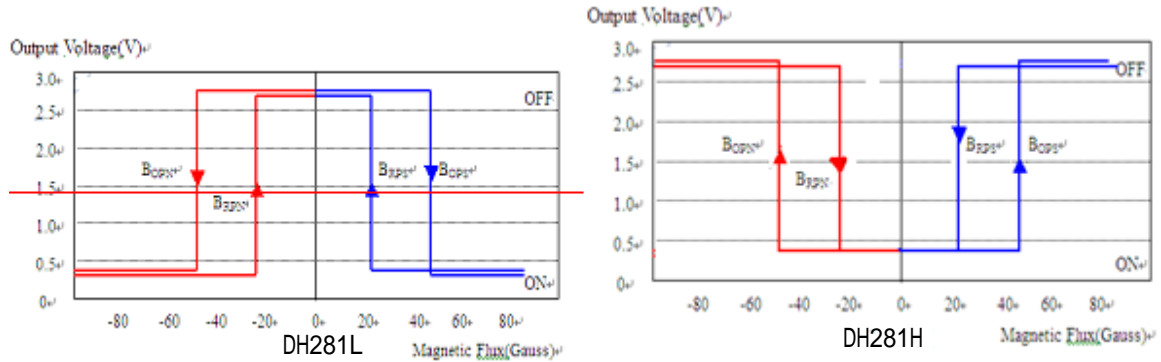 Output Voltage(V)↵
3.0↵
2.5↵
2.0↵
1.5↵
1.0↵
0.5↵
0↵
OFF
BOPN↵
BRPN↵
BRPS↵
BOPS↵
ON↵
-80 -60 -40 -20↵ 0↵ 20↵ 40↵ 60↵ 80↵
DH281L
Magnetic Flux(Gauss)↵
Output Voltage(V)↵
3.0↵
2.5↵
2.0↵
1.5↵
1.0↵
0.5↵
0↵
OFF
BOPN↵
BRPN
BRPS↵
BOPS↵
ON↵
-80 -60 -40 -20↵ 0↵ 20↵ 40↵ 60↵ 80↵
DH281H
Magnetic Flux(Gauss)↵